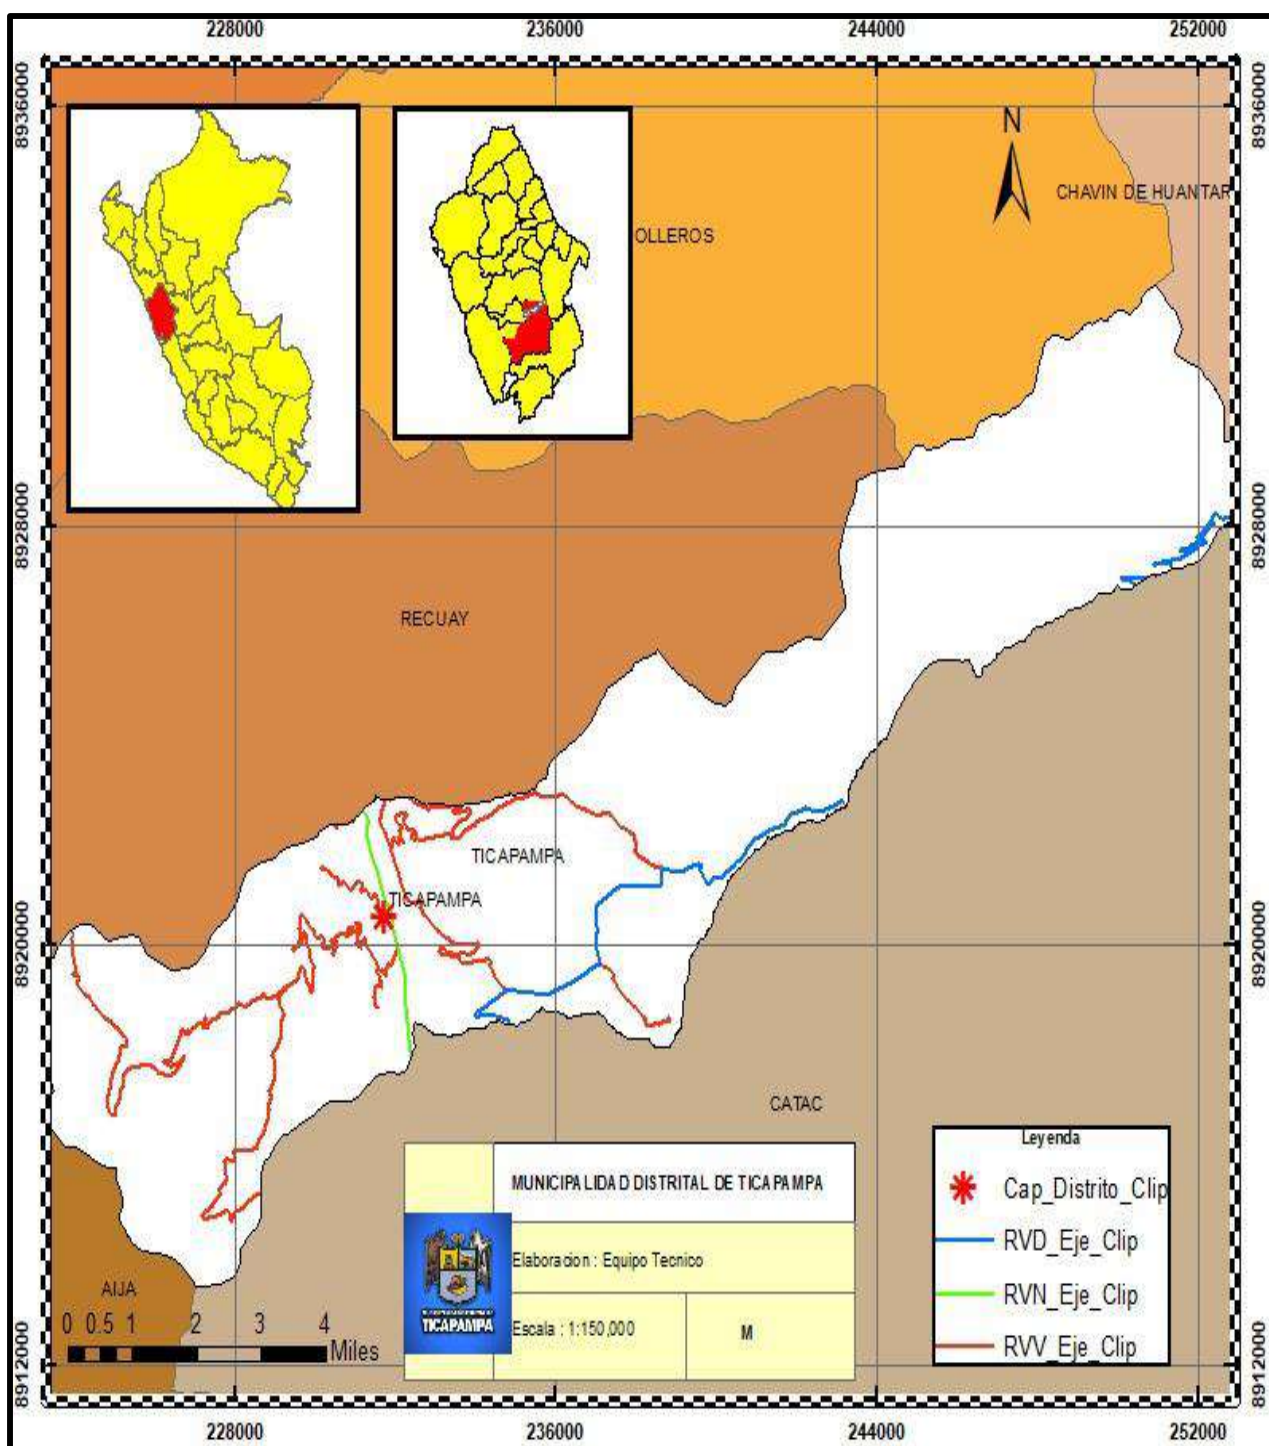 228000 236000 244000 252000
8936000 8936000
N
CHAVIN DE HUANTAR
OLLEROS
8928000 8928000
RECUAY
TICAPAMPA
TICAPAMPA
8920000 8920000
CATAC
Leyenda
Cap_Distrito_Clip
RVD_Eje_Clip
RVN_Eje_Clip
RVV_Eje_Clip
MUNICIPALIDAD DISTRITAL DE TICAPAMPA
Elaboracion : Equipo Tecnico
TICAPAMPA
Escala : 1:150,000
M
AIJA
0 0.5 1 2 3 4
Miles
8912000 8912000
228000 236000 244000 252000